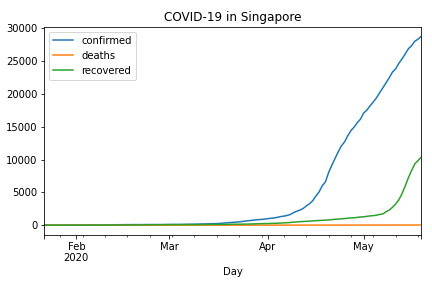 COVID-19 in Singapore
30000
25000
20000
15000
10000
5000
0
confirmed
deaths
recovered
Feb
2020
Mar
Apr
May
Day